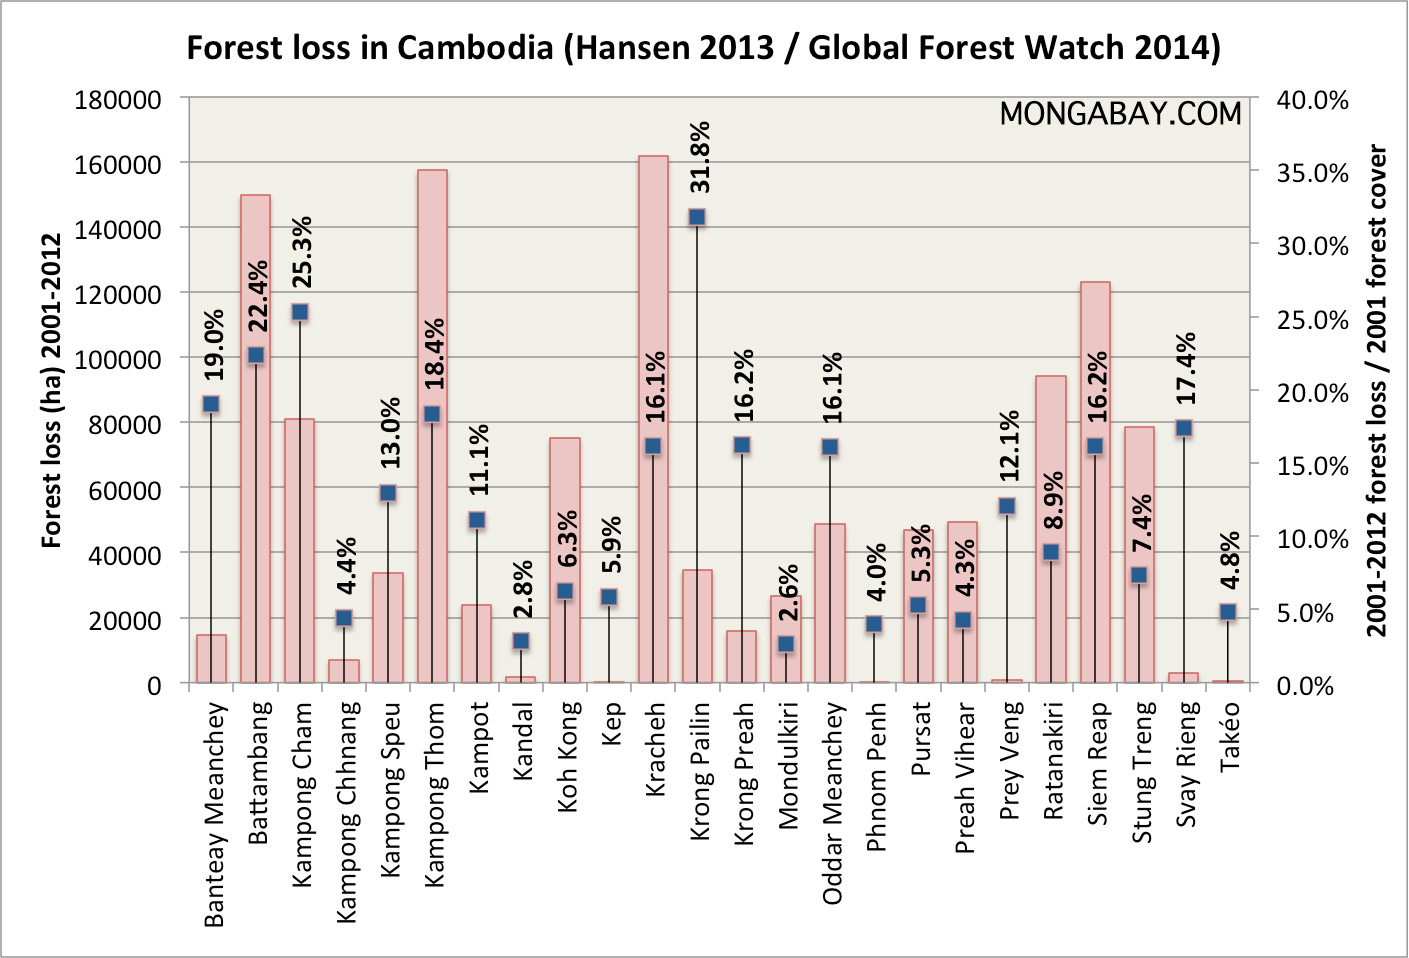 Forest loss in Cambodia (Hansen 2013 / Global Forest Watch 2014)
MONGABAY.COM
Forest loss (ha) 2001-2012
180000
160000
140000
120000
100000
80000
60000
40000
20000
0
19.0%
22.4%
25.3%
4.4%
13.0%
18.4%
11.1%
2.8%
6.3%
5.9%
16.1%
31.8%
16.2%
2.6%
16.1%
4.0%
5.3%
4.3%
12.1%
8.9%
16.2%
7.4%
17.4%
4.8%
40.0%
35.0%
30.0%
25.0%
20.0%
15.0%
10.0%
5.0%
0.0%
2001-2012 forest loss / 2001 forest cover
Banteay Meanchey
Battambang
Kampong Cham
Kampong Chhnang
Kampong Speu
Kampong Thom
Kampot
Kandal
Koh Kong
Kep
Kracheh
Krong Pailin
Krong Preah
Mondulkiri
Oddar Meanchey
Phnom Penh
Pursat
Preah Vihear
Prey Veng
Ratanakiri
Siem Reap
Stung Treng
Svay Rieng
Takéo